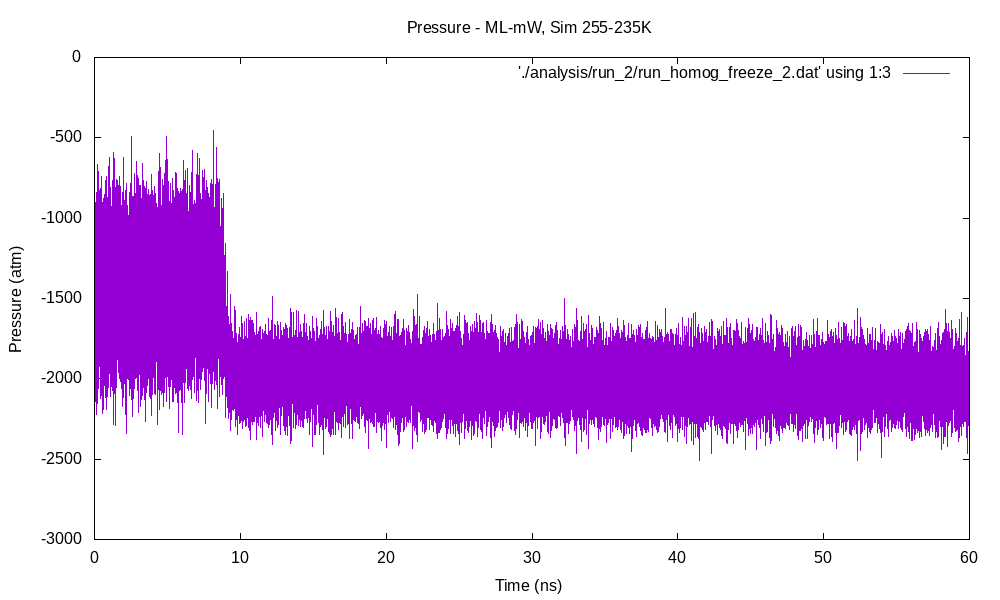 Pressure - ML-mW, Sim 255-235K
'./analysis/run_2/run_homog_freeze_2.dat' using 1:3
0
-500
-1000
-1500
-2000
-2500
-3000
Pressure (atm)
0 10 20 30 40 50 60
Time (ns)